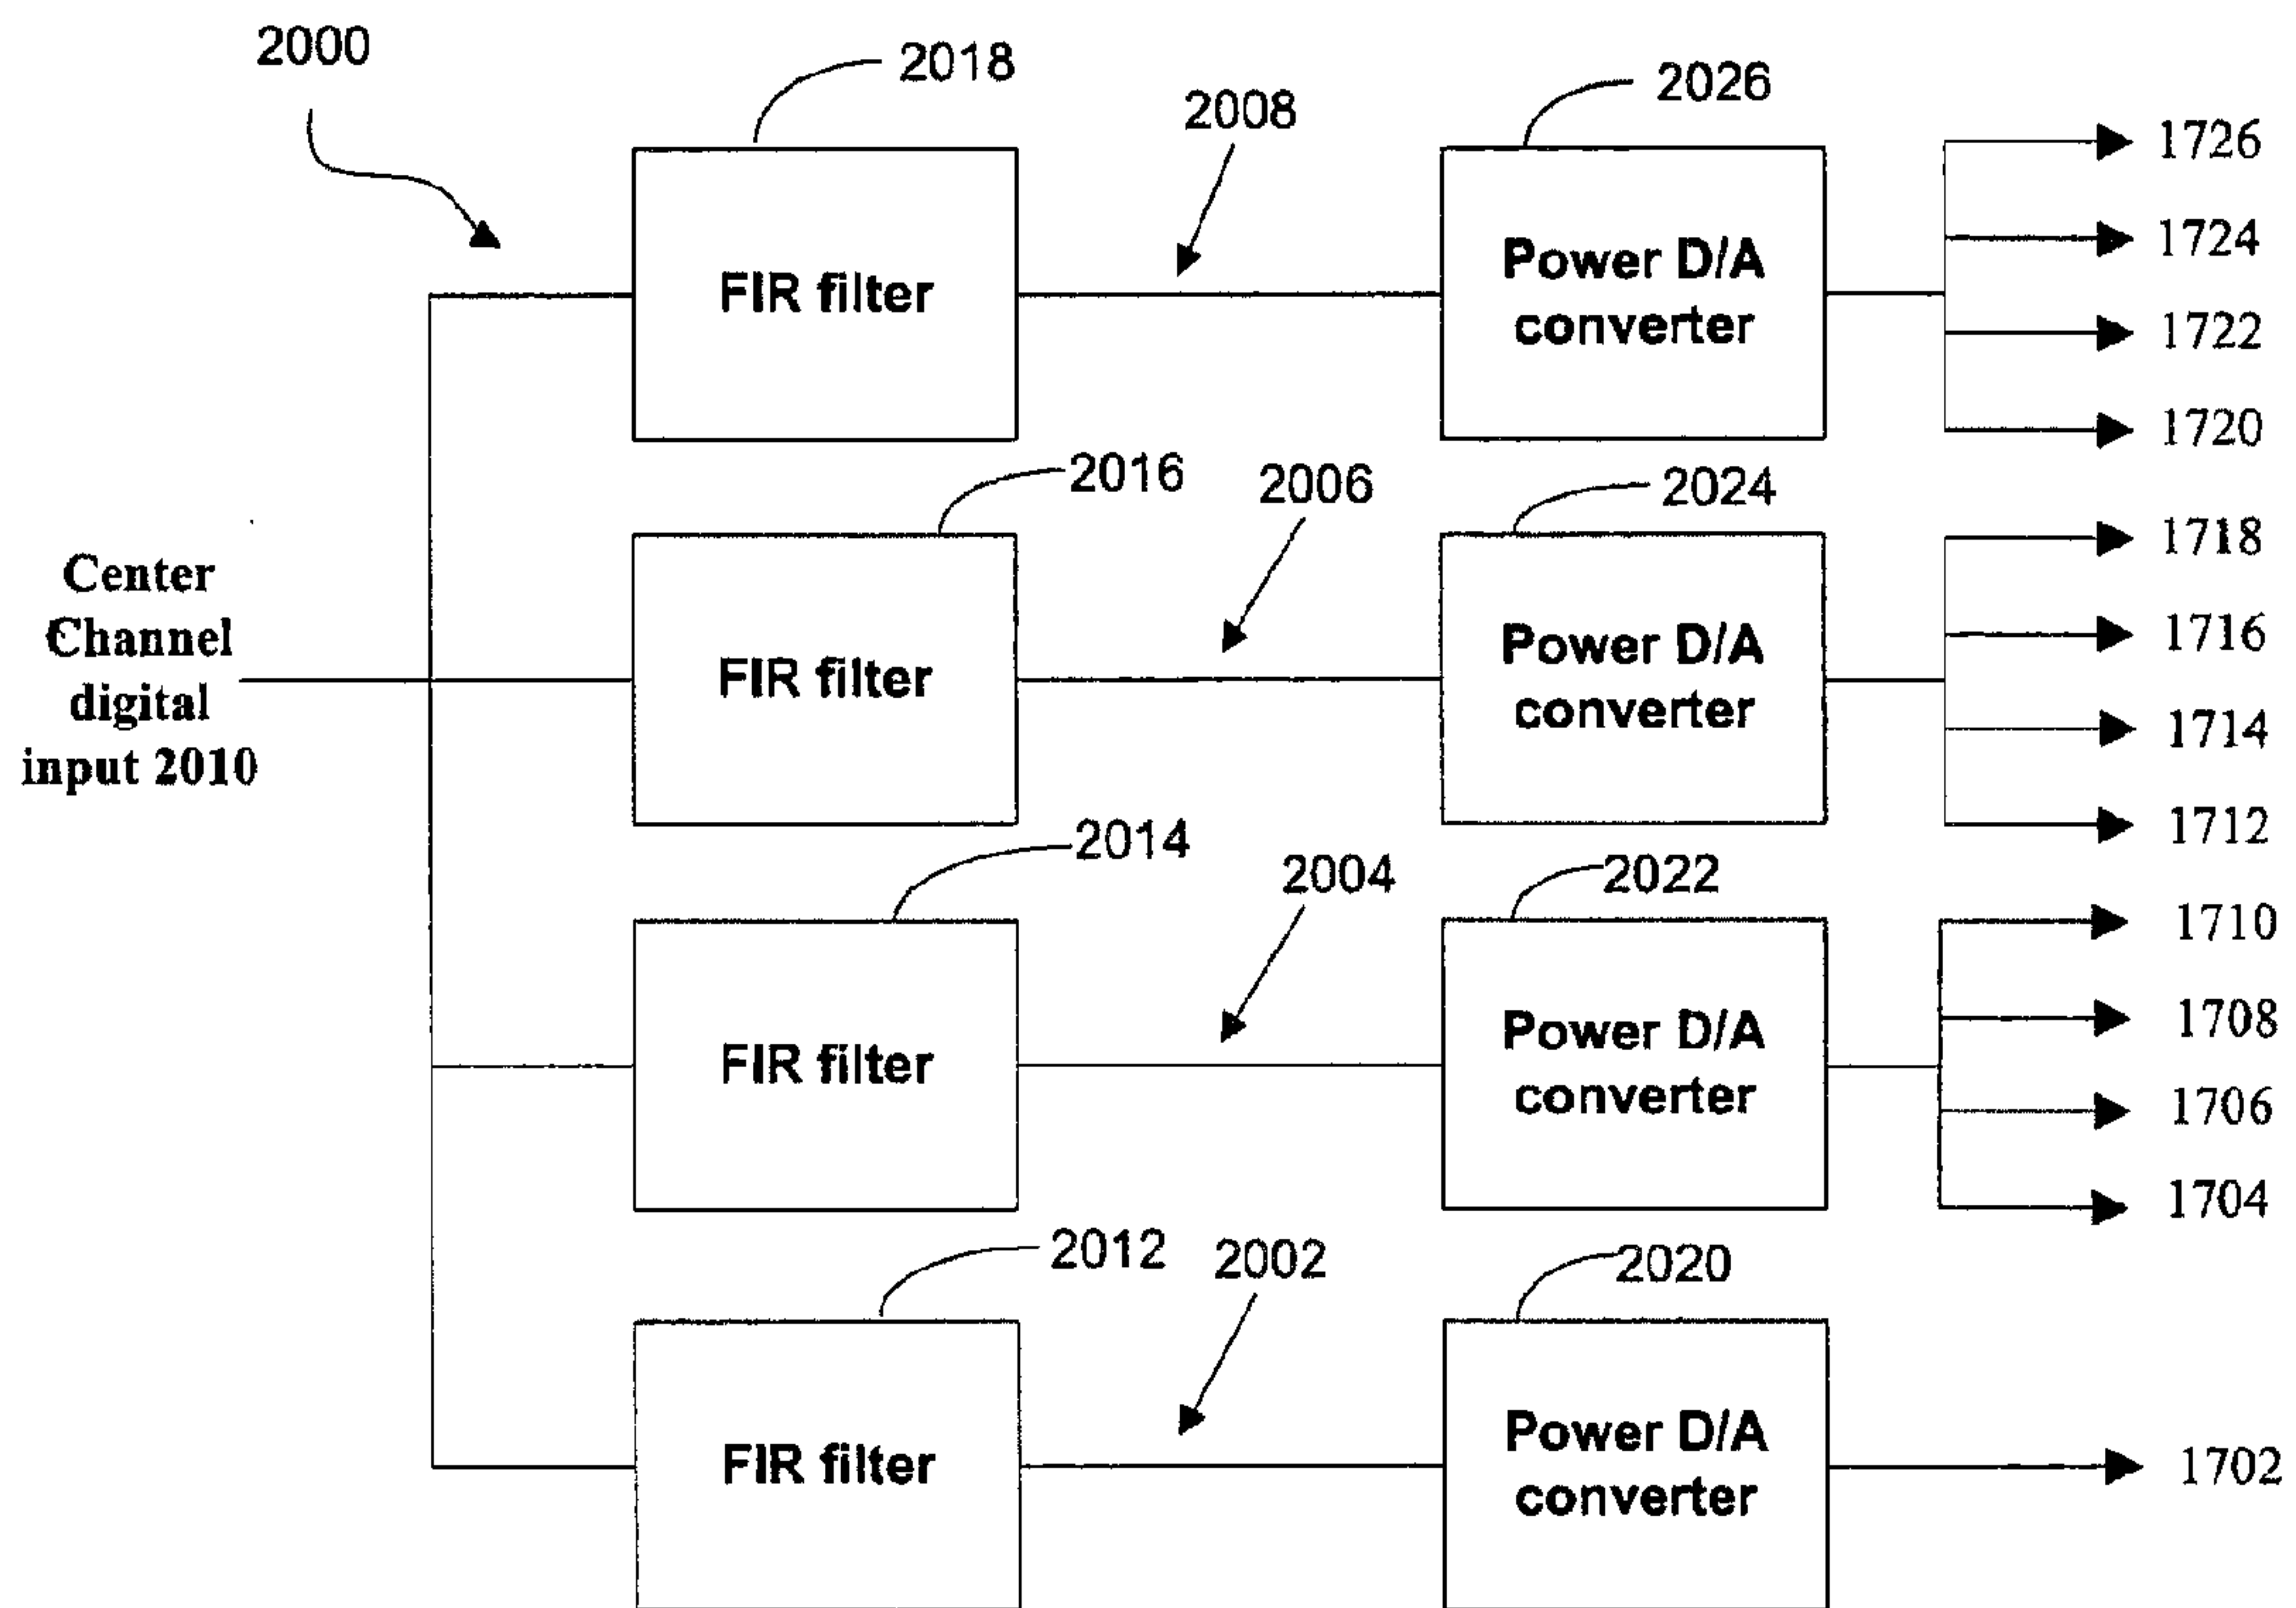 2000
2018
2008
2026
FIR filter
Power D/A
converter
1726
1724
1722
1720
Center
Channel
digital
input 2010
2016
2006
2024
FIR filter
Power D/A
converter
1718
1716
1714
1712
2014
2004
2022
FIR filter
Power D/A
converter
1710
1708
1706
1704
2012
2002
2020
FIR filter
Power D/A
converter
1702